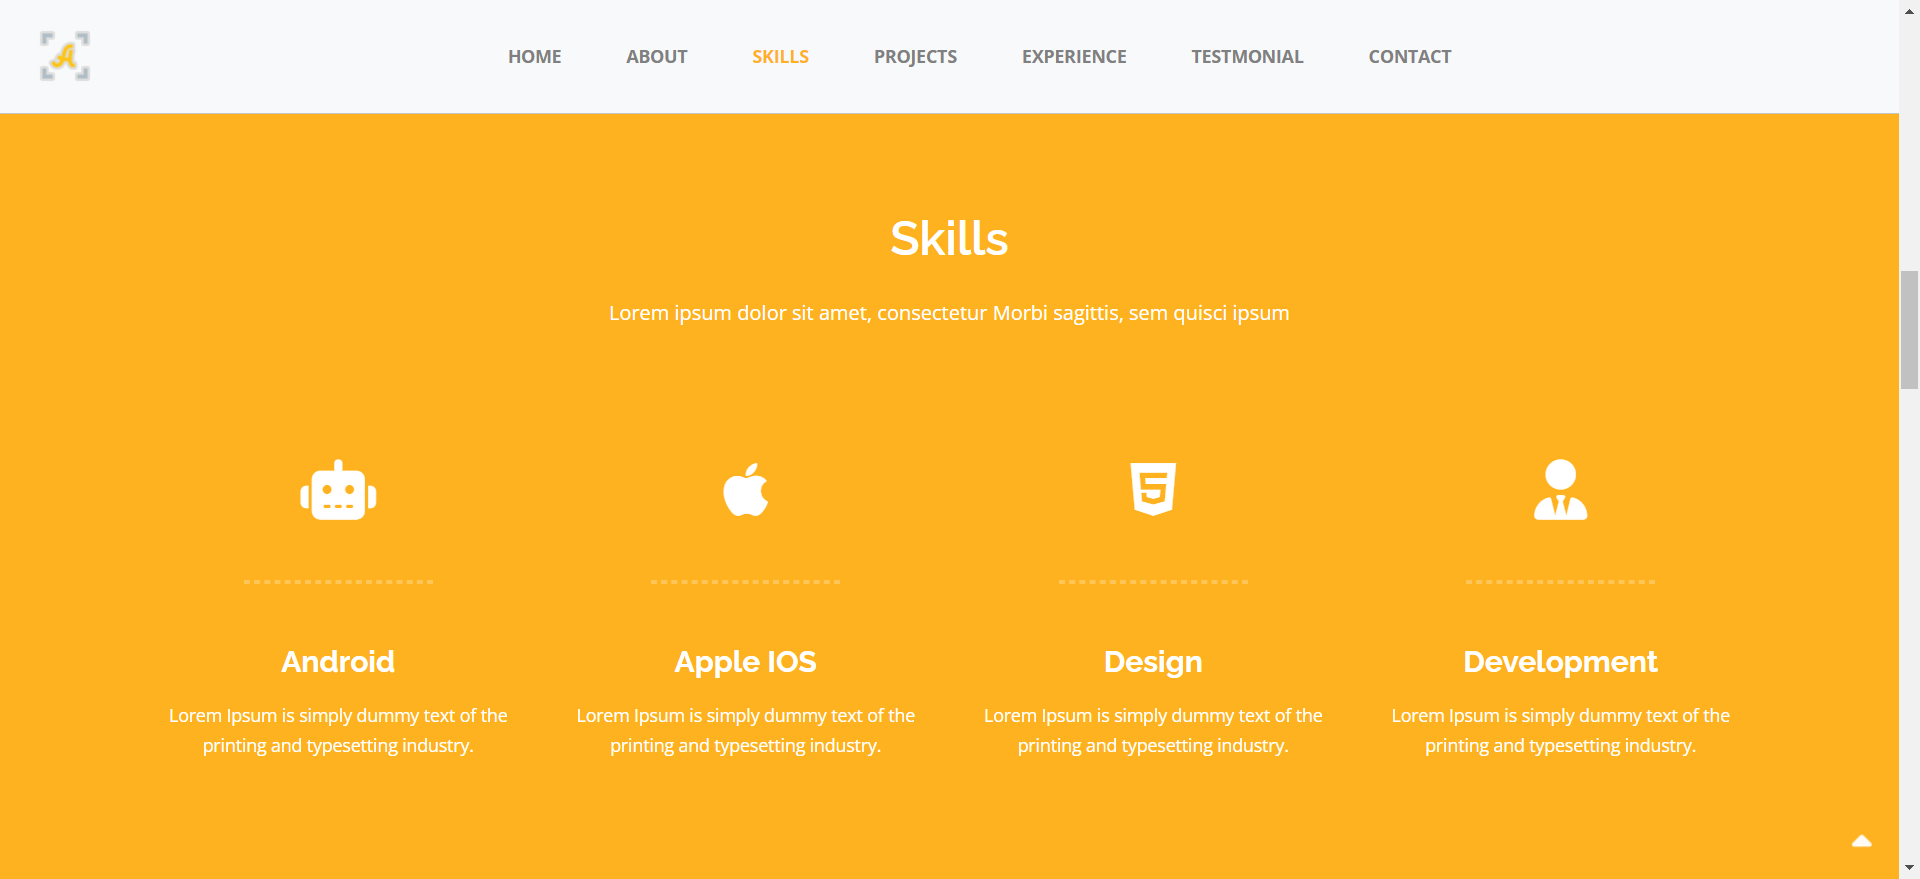 A
HOME ABOUT SKILLS PROJECTS EXPERIENCE TESTMONIAL CONTACT
Skills
Lorem ipsum dolor sit amet, consectetur Morbi sagittis, sem quisci ipsum
5
Android
Lorem Ipsum is simply dummy text of the
printing and typesetting industry.
Apple IOS
Lorem Ipsum is simply dummy text of the
printing and typesetting industry.
Design
Lorem Ipsum is simply dummy text of the
printing and typesetting industry.
Development
Lorem Ipsum is simply dummy text of the
printing and typesetting industry.